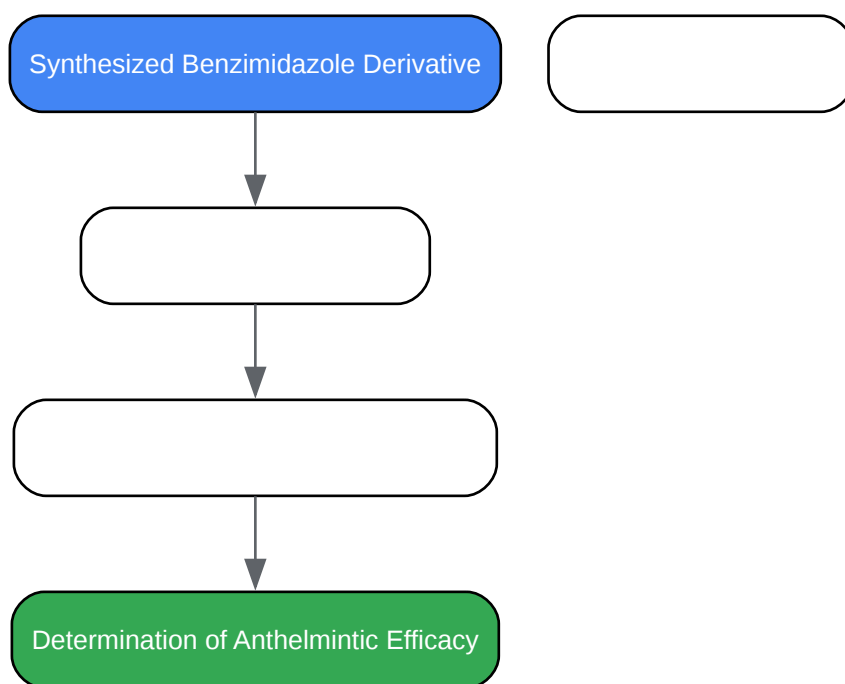 Synthesized Benzimidazole Derivative
Determination of Anthelmintic Efficacy